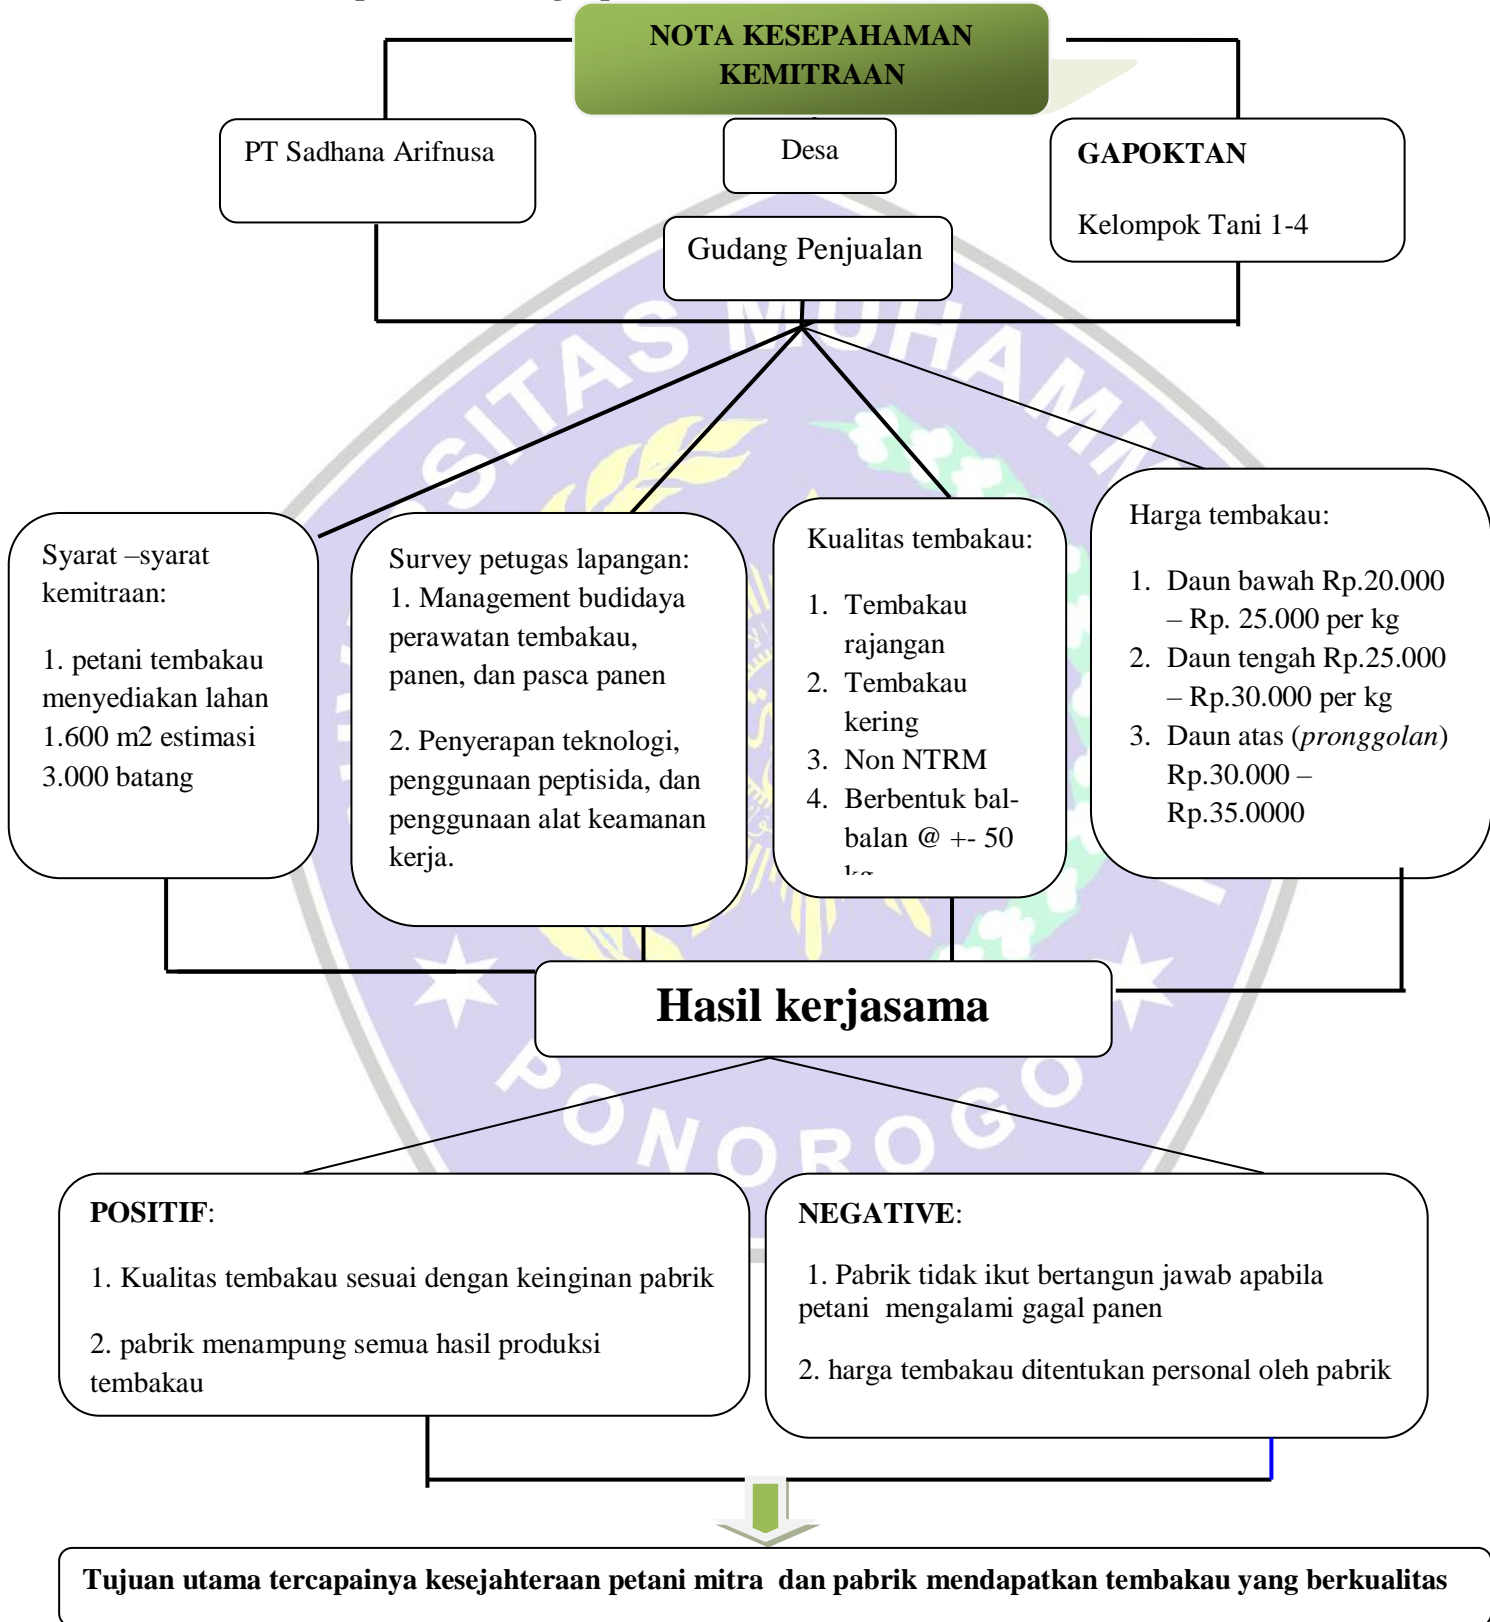 NOTA KESEPAHAMAN
KEMITRAAN
PT Sadhana Arifnusa
Desa
GAPOKTAN
Kelompok Tani 1-4
Gudang Penjualan
Syarat –syarat
kemitraan:
1. petani tembakau
menyediakan lahan
1.600 m2 estimasi
3.000 batang
Survey petugas lapangan:
1. Management budidaya
perawatan tembakau,
panen, dan pasca panen
2. Penyerapan teknologi,
penggunaan peptisida, dan
penggunaan alat keamanan
kerja.
Kualitas tembakau:
1. Tembakau
rajangan
2. Tembakau
kering
3. Non NTRM
4. Berbentuk bal-
balan @ +- 50
kg
Harga tembakau:
1. Daun bawah Rp.20.000
– Rp. 25.000 per kg
2. Daun tengah Rp.25.000
– Rp.30.000 per kg
3. Daun atas (pronggolan)
Rp.30.000 –
Rp.35.0000
Hasil kerjasama
POSITIF:
1. Kualitas tembakau sesuai dengan keinginan pabrik
2. pabrik menampung semua hasil produksi
tembakau
NEGATIVE:
1. Pabrik tidak ikut bertangun jawab apabila
petani mengalami gagal panen
2. harga tembakau ditentukan personal oleh pabrik
Tujuan utama tercapainya kesejahteraan petani mitra dan pabrik mendapatkan tembakau yang berkualitas
SITAS MUHAMM
PONOROGO